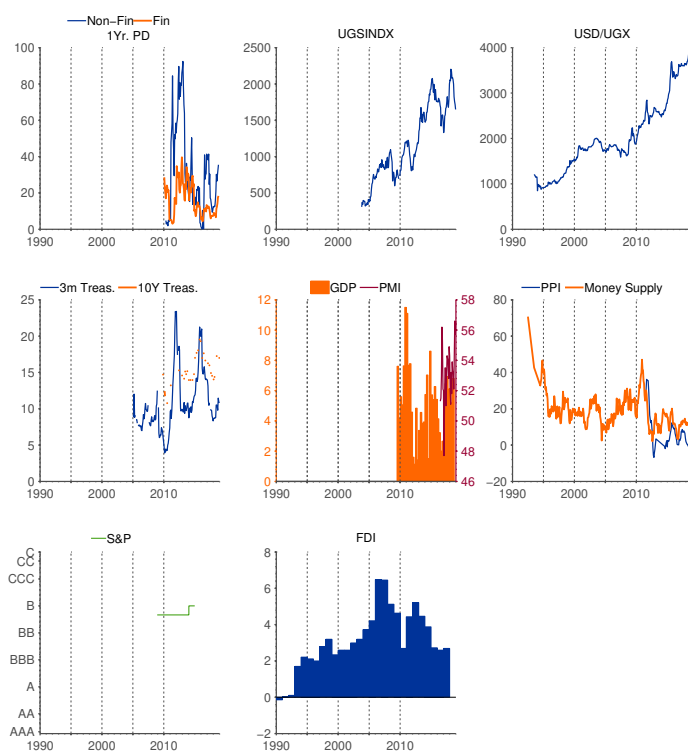 Non−Fin Fin
1Yr. PD
100
80
60
40
20
0
1990 2000 2010
UGSINDX
2500
2000
1500
1000
500
0
1990 2000 2010
USD/UGX
4000
3000
2000
1000
0
1990 2000 2010
3m Treas. 10Y Treas.
25
20
15
10
5
0
1990 2000 2010
GDP PMI
12 58
10 56
8 54
6 52
4 50
2 48
0 46
1990 2000 2010
PPI Money Supply
80
60
40
20
0
−20
1990 2000 2010
S&P
C
CC
CCC
B
BB
BBB
A
AA
AAA
1990 2000 2010
FDI
8
6
4
2
0
−2
1990 2000 2010